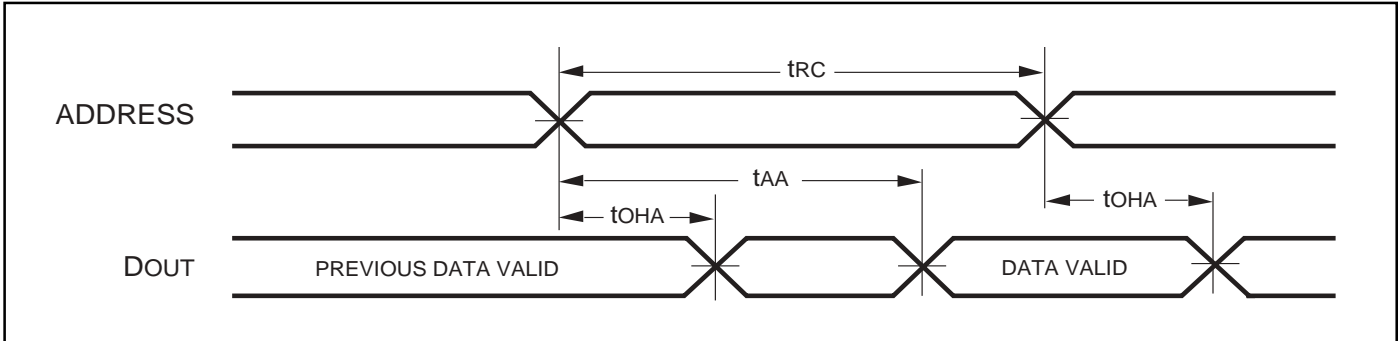 tRC
ADDRESS
tAA
tOHA
tOHA
DOUT
PREVIOUS DATA VALID
DATA VALID